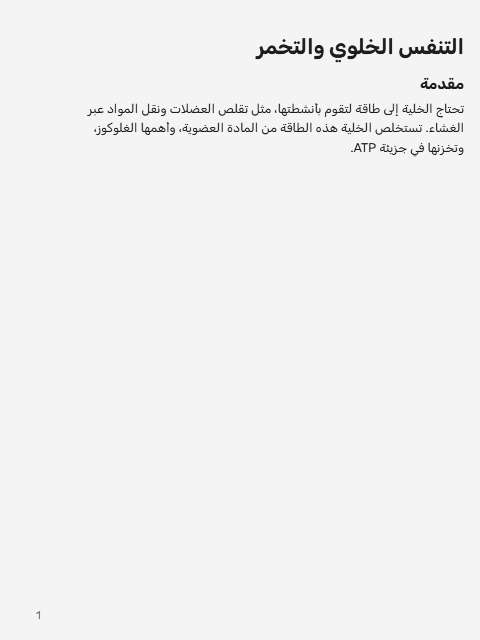 التنفس الخلوي والتخمر
مقدمة
تحتاج الخلية إلى طاقة لتقوم بأنشطتها، مثل تقلص العضلات ونقل المواد عبر
الغشاء. تستخلص الخلية هذه الطاقة من المادة العضوية، وأهمها الغلوكوز،
وتخزنها في جزيئة ATP.
1